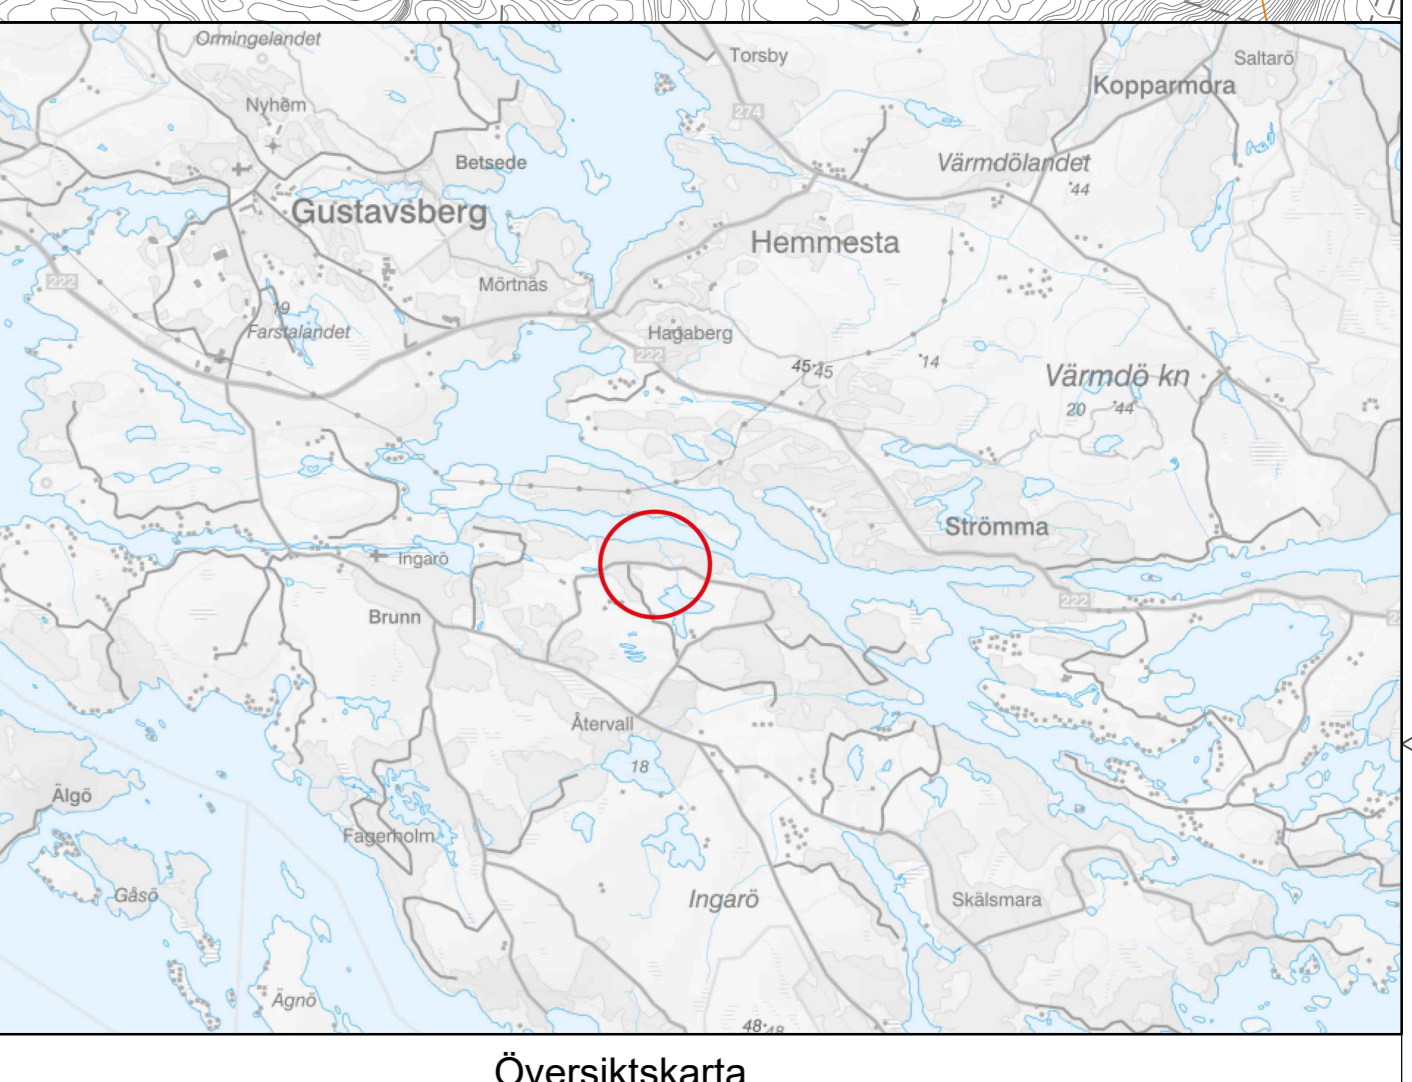 Ormingelandet
Torsby
Saltarö
Kopparmora
Nyhem
274
Betsede
Värmdölandet
44
Gustavsberg
Hemmesta
222
Mörtnäs
19
Farstalandet
Hagaberg
222
45 45
14
Värmdö kn
20 44
Strömma
Ingarö
222
Brunn
2
Återvall
18
Älgö
Fagerholm
Gåsö
Ingarö
Skälsmara
Ägnö
48 48
Översiktskarta